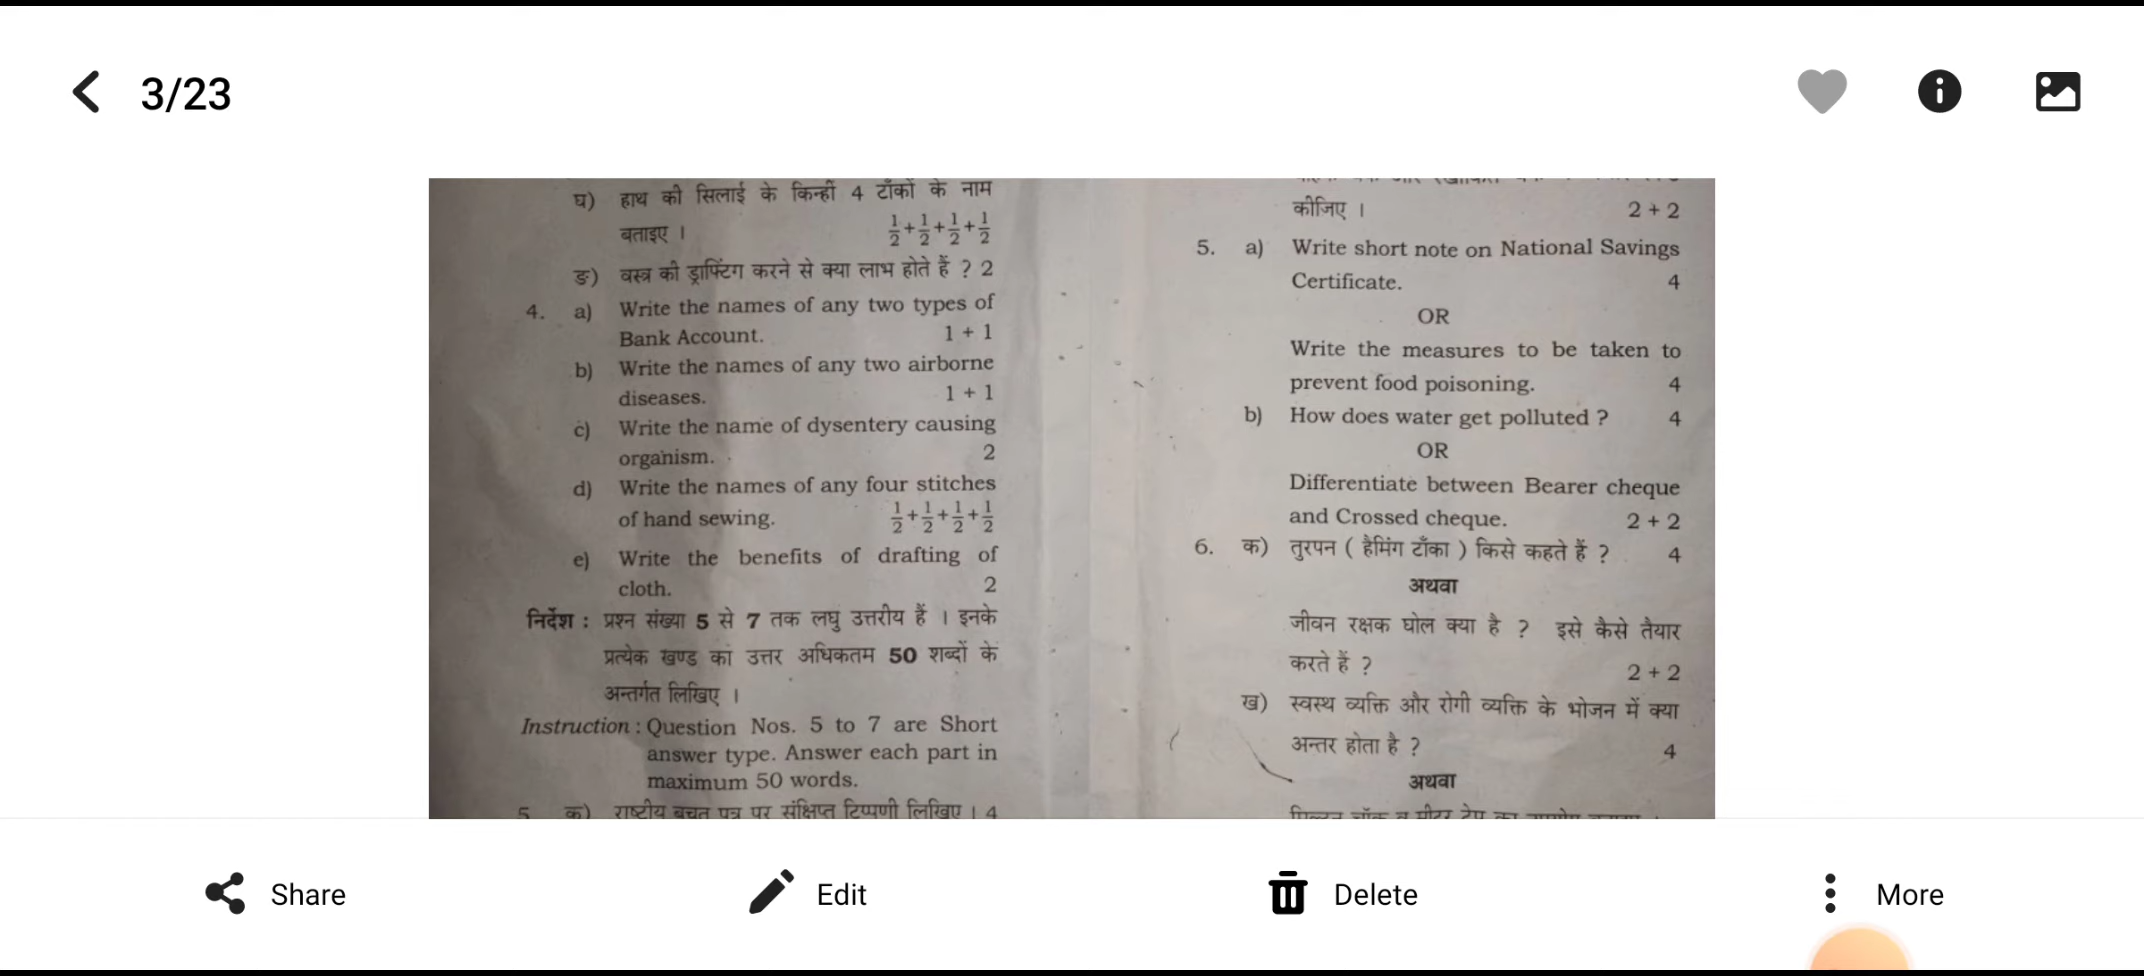 3/23
घ) हाथ की सिलाई के किन्हीं 4 टाँकों के नाम
बताइए । 1/2 + 1/2 + 1/2 + 1/2
ङ) वस्त्र की ड्राफ्टिंग करने से क्या लाभ होते हैं ? 2
4. a) Write the names of any two types of
Bank Account. 1 + 1
b) Write the names of any two airborne
diseases. 1 + 1
c) Write the name of dysentery causing
organism. 2
d) Write the names of any four stitches
of hand sewing. 1/2 + 1/2 + 1/2 + 1/2
e) Write the benefits of drafting of
cloth. 2
निर्देश : प्रश्न संख्या 5 से 7 तक लघु उत्तरीय हैं । इनके
प्रत्येक खण्ड का उत्तर अधिकतम 50 शब्दों के
अन्तर्गत लिखिए ।
Instruction : Question Nos. 5 to 7 are Short
answer type. Answer each part in
maximum 50 words.
5 क) राष्ट्रीय बचत पत्र पर संक्षिप्त टिप्पणी लिखिए । 4
कीजिए । 2 + 2
5. a) Write short note on National Savings
Certificate. 4
OR
Write the measures to be taken to
prevent food poisoning. 4
b) How does water get polluted ? 4
OR
Differentiate between Bearer cheque
and Crossed cheque. 2 + 2
6. क) तुरपन ( हैमिंग टाँका ) किसे कहते हैं ? 4
अथवा
जीवन रक्षक घोल क्या है ? इसे कैसे तैयार
करते हैं ? 2 + 2
ख) स्वस्थ व्यक्ति और रोगी व्यक्ति के भोजन में क्या
अन्तर होता है ? 4
अथवा
Share Edit Delete More